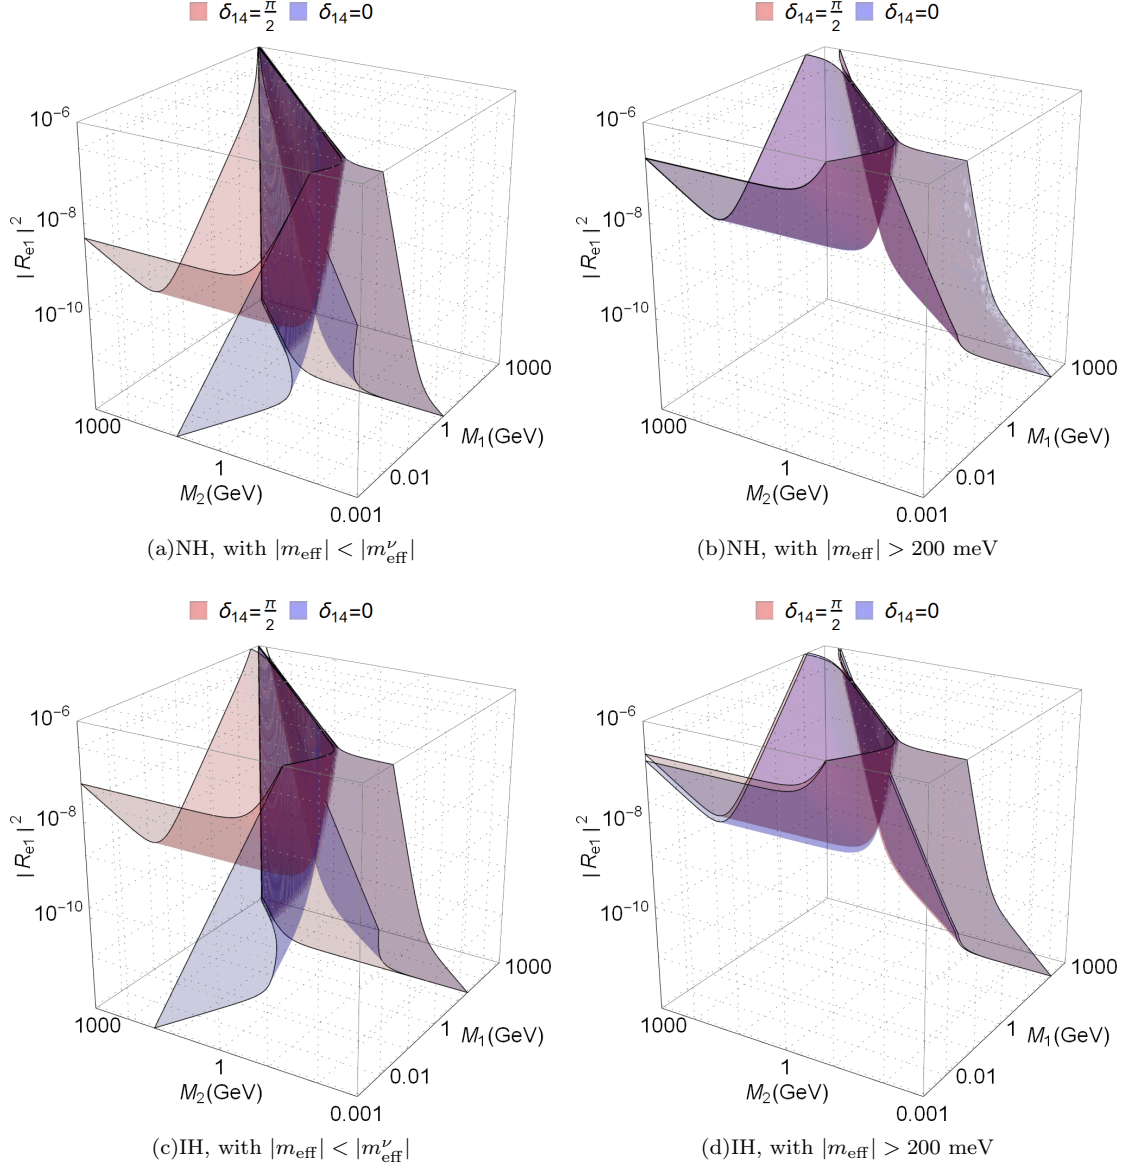 δ₁₄=π/2 δ₁₄=0
δ₁₄=π/2 δ₁₄=0
10⁻⁶
10⁻⁸
10⁻¹⁰
|Rₑ₁|²
1000
1
0.001
M₂(GeV)
0.01
1
1000
M₁(GeV)
10⁻⁶
10⁻⁸
10⁻¹⁰
|Rₑ₁|²
1000
1
0.001
M₂(GeV)
0.01
1
1000
M₁(GeV)
(a)NH, with |m_eff| < |m^ν_eff|
(b)NH, with |m_eff| > 200 meV
δ₁₄=π/2 δ₁₄=0
δ₁₄=π/2 δ₁₄=0
10⁻⁶
10⁻⁸
10⁻¹⁰
|Rₑ₁|²
1000
1
0.001
M₂(GeV)
0.01
1
1000
M₁(GeV)
10⁻⁶
10⁻⁸
10⁻¹⁰
|Rₑ₁|²
1000
1
0.001
M₂(GeV)
0.01
1
1000
M₁(GeV)
(c)IH, with |m_eff| < |m^ν_eff|
(d)IH, with |m_eff| > 200 meV